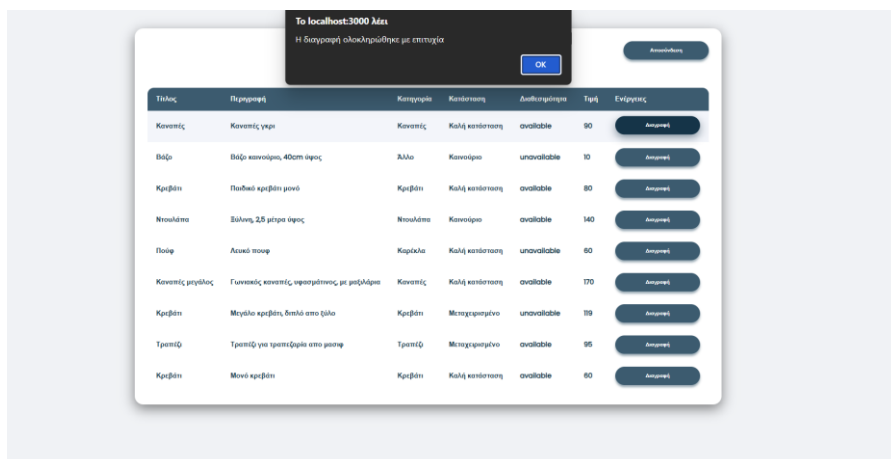 Το localhost:3000 λέει
Η διαγραφή ολοκληρώθηκε με επιτυχία
OK
Αποσύνδεση
Τίτλος Περιγραφή Κατηγορία Κατάσταση Διαθεσιμότητα Τιμή Ενέργειες
Καναπές Καναπές γκρι Καναπές Καλή κατάσταση available 90 Διαγραφή
Βάζο Βάζο καινούριο, 40cm ύψος Άλλο Καινούριο unavailable 10 Διαγραφή
Κρεβάτι Παιδικό κρεβάτι μονό Κρεβάτι Καλή κατάσταση available 80 Διαγραφή
Ντουλάπα Ξύλινη, 2,5 μέτρα ύψος Ντουλάπα Καινούριο available 140 Διαγραφή
Πούφ Λευκό πουφ Καρέκλα Καλή κατάσταση unavailable 60 Διαγραφή
Καναπές μεγάλος Γωνιακός καναπές, υφασμάτινος, με μαξιλάρια Καναπές Καλή κατάσταση available 170 Διαγραφή
Κρεβάτι Μεγάλο κρεβάτι, διπλό απο ξύλο Κρεβάτι Μεταχειρισμένο unavailable 119 Διαγραφή
Τραπέζι Τραπέζι για τραπεζαρία απο μασιφ Τραπέζι Μεταχειρισμένο available 95 Διαγραφή
Κρεβάτι Μονό κρεβάτι Κρεβάτι Καλή κατάσταση available 60 Διαγραφή